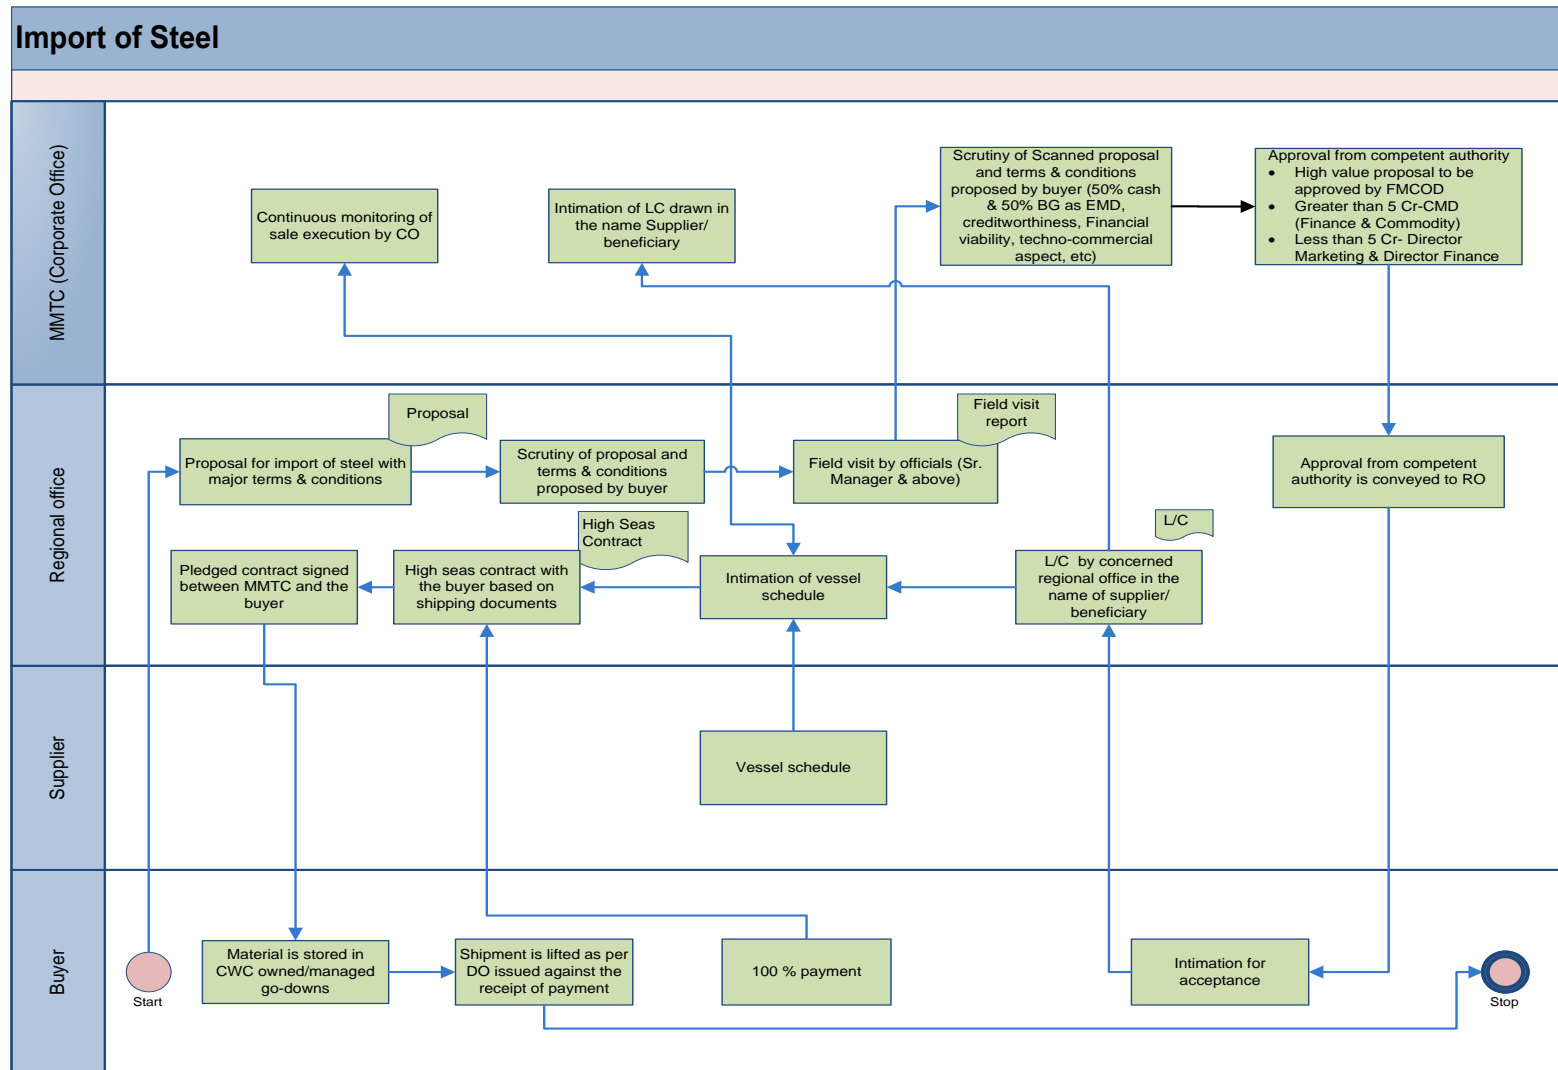 Import of Steel
MMTC (Corporate Office)
Continuous monitoring of
sale execution by CO
Intimation of LC drawn in
the name Supplier/
beneficiary
Scrutiny of Scanned proposal
and terms & conditions
proposed by buyer (50% cash
& 50% BG as EMD,
creditworthiness, Financial
viability, techno-commercial
aspect, etc)
Approval from competent authority
• High value proposal to be
approved by FMCOD
• Greater than 5 Cr-CMD
(Finance & Commodity)
• Less than 5 Cr- Director
Marketing & Director Finance
Regional office
Proposal
Proposal for import of steel with
major terms & conditions
Scrutiny of proposal and
terms & conditions
proposed by buyer
Field visit
report
Field visit by officials (Sr.
Manager & above)
Approval from competent
authority is conveyed to RO
Pledged contract signed
between MMTC and the
buyer
High Seas
Contract
High seas contract with
the buyer based on
shipping documents
Intimation of vessel
schedule
L/C
L/C by concerned
regional office in the
name of supplier/
beneficiary
Supplier
Vessel schedule
Buyer
Start
Material is stored in
CWC owned/managed
go-downs
Shipment is lifted as per
DO issued against the
receipt of payment
100 % payment
Intimation for
acceptance
Stop